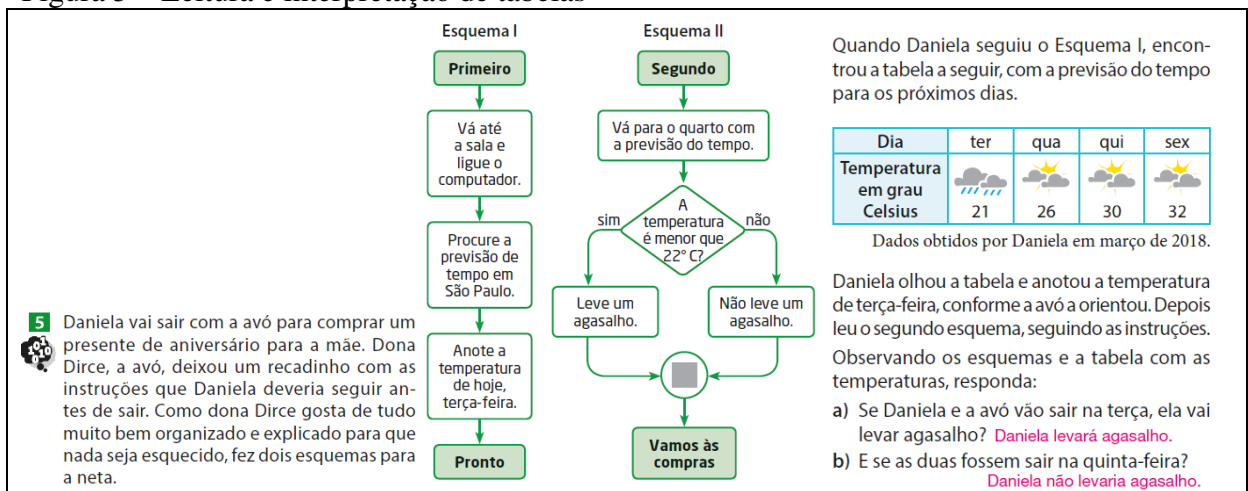 Leitura e interpretação de tabelas
5 Daniela vai sair com a avó para comprar um
presente de aniversário para a mãe. Dona
Dirce, a avó, deixou um recadinho com as
instruções que Daniela deveria seguir an-
tes de sair. Como dona Dirce gosta de tudo
muito bem organizado e explicado para que
nada seja esquecido, fez dois esquemas para
a neta.
Esquema I
Primeiro
Vá até
a sala e
ligue o
computador.
Procure a
previsão de
tempo em
São Paulo.
Anote a
temperatura
de hoje,
terça-feira.
Pronto
Esquema II
Segundo
Vá para o quarto com
a previsão do tempo.
A
temperatura
é menor que
22° C?
sim
não
Leve um
agasalho.
Não leve um
agasalho.
Vamos às
compras
Quando Daniela seguiu o Esquema I, encon-
trou a tabela a seguir, com a previsão do tempo
para os próximos dias.
Dia ter qua qui sex
Temperatura
em grau
Celsius 21 26 30 32
Dados obtidos por Daniela em março de 2018.
Daniela olhou a tabela e anotou a temperatura
de terça-feira, conforme a avó a orientou. Depois
leu o segundo esquema, seguindo as instruções.
Observando os esquemas e a tabela com as
temperaturas, responda:
a) Se Daniela e a avó vão sair na terça, ela vai
levar agasalho? Daniela levará agasalho.
b) E se as duas fossem sair na quinta-feira?
Daniela não levaria agasalho.